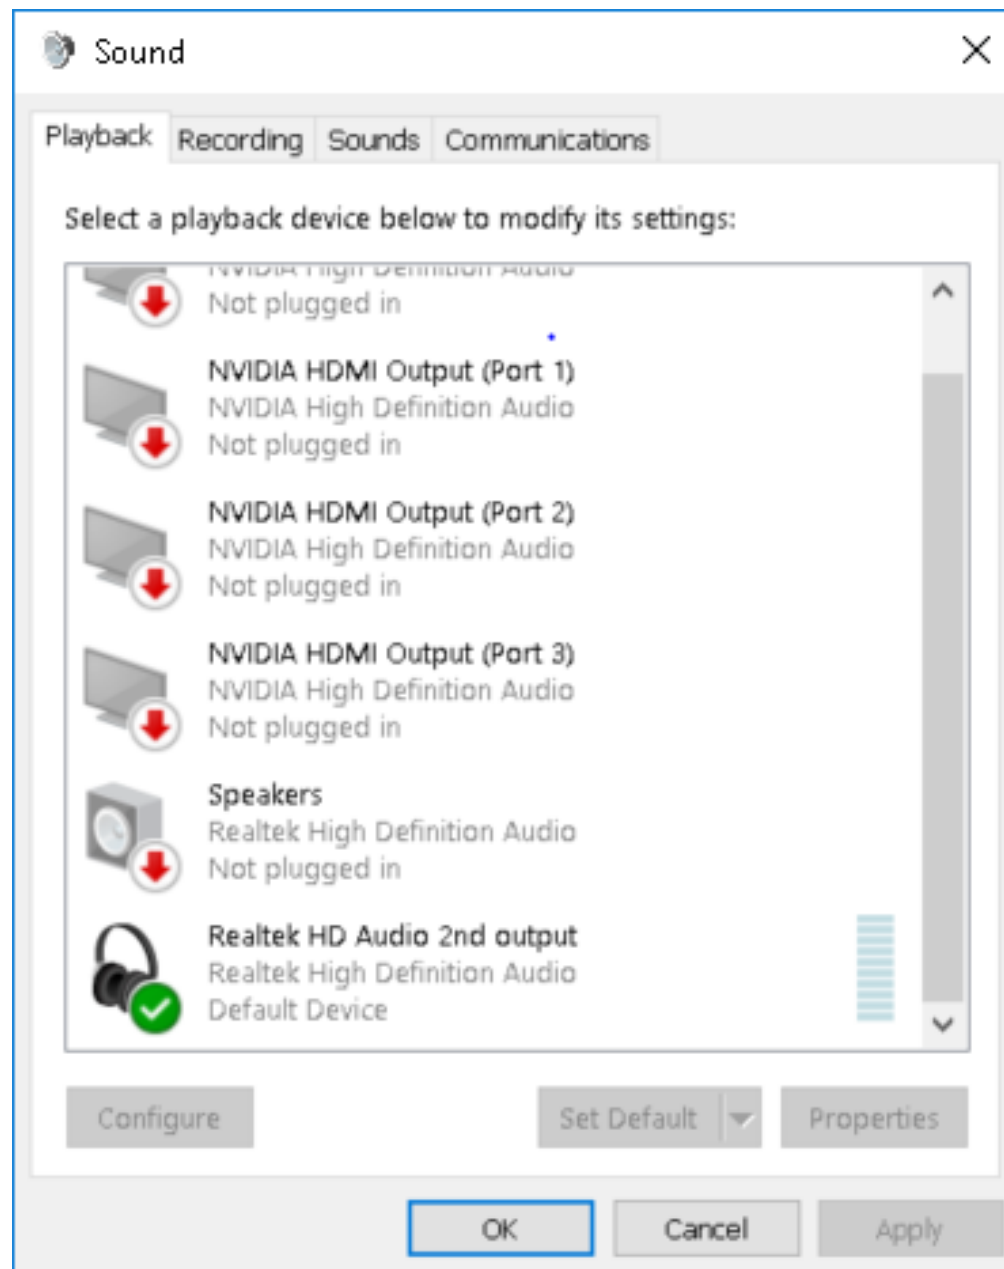 Sound
Playback Recording Sounds Communications
Select a playback device below to modify its settings:
NVIDIA High Definition Audio
Not plugged in
NVIDIA HDMI Output (Port 1)
NVIDIA High Definition Audio
Not plugged in
NVIDIA HDMI Output (Port 2)
NVIDIA High Definition Audio
Not plugged in
NVIDIA HDMI Output (Port 3)
NVIDIA High Definition Audio
Not plugged in
Speakers
Realtek High Definition Audio
Not plugged in
Realtek HD Audio 2nd output
Realtek High Definition Audio
Default Device
Configure Set Default Properties
OK Cancel Apply